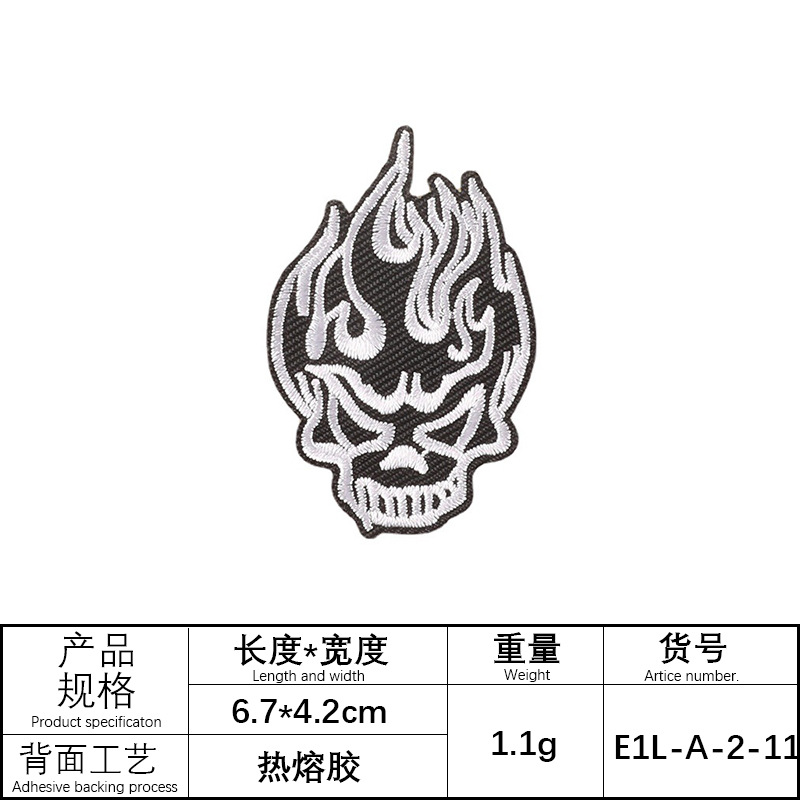 产品
规格
Product specificaton
长度*宽度
Length and width
重量
Weight
货号
Artice number.
6.7*4.2cm
1.1g
E1L-A-2-11
背面工艺
Adhesive backing process
热熔胶